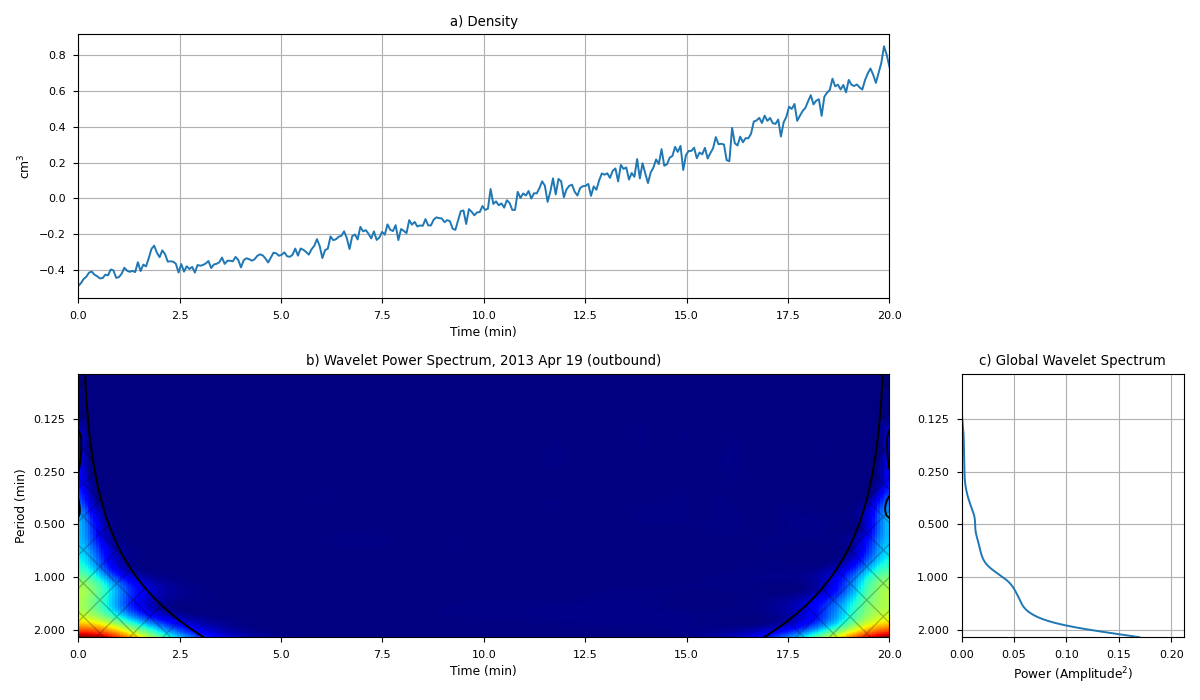 a) Density
cm³
0.8
0.6
0.4
0.2
0.0
−0.2
−0.4
0.0 2.5 5.0 7.5 10.0 12.5 15.0 17.5 20.0
Time (min)
b) Wavelet Power Spectrum, 2013 Apr 19 (outbound)
Period (min)
0.125
0.250
0.500
1.000
2.000
0.0 2.5 5.0 7.5 10.0 12.5 15.0 17.5 20.0
Time (min)
c) Global Wavelet Spectrum
0.125
0.250
0.500
1.000
2.000
0.00 0.05 0.10 0.15 0.20
Power (Amplitude²)